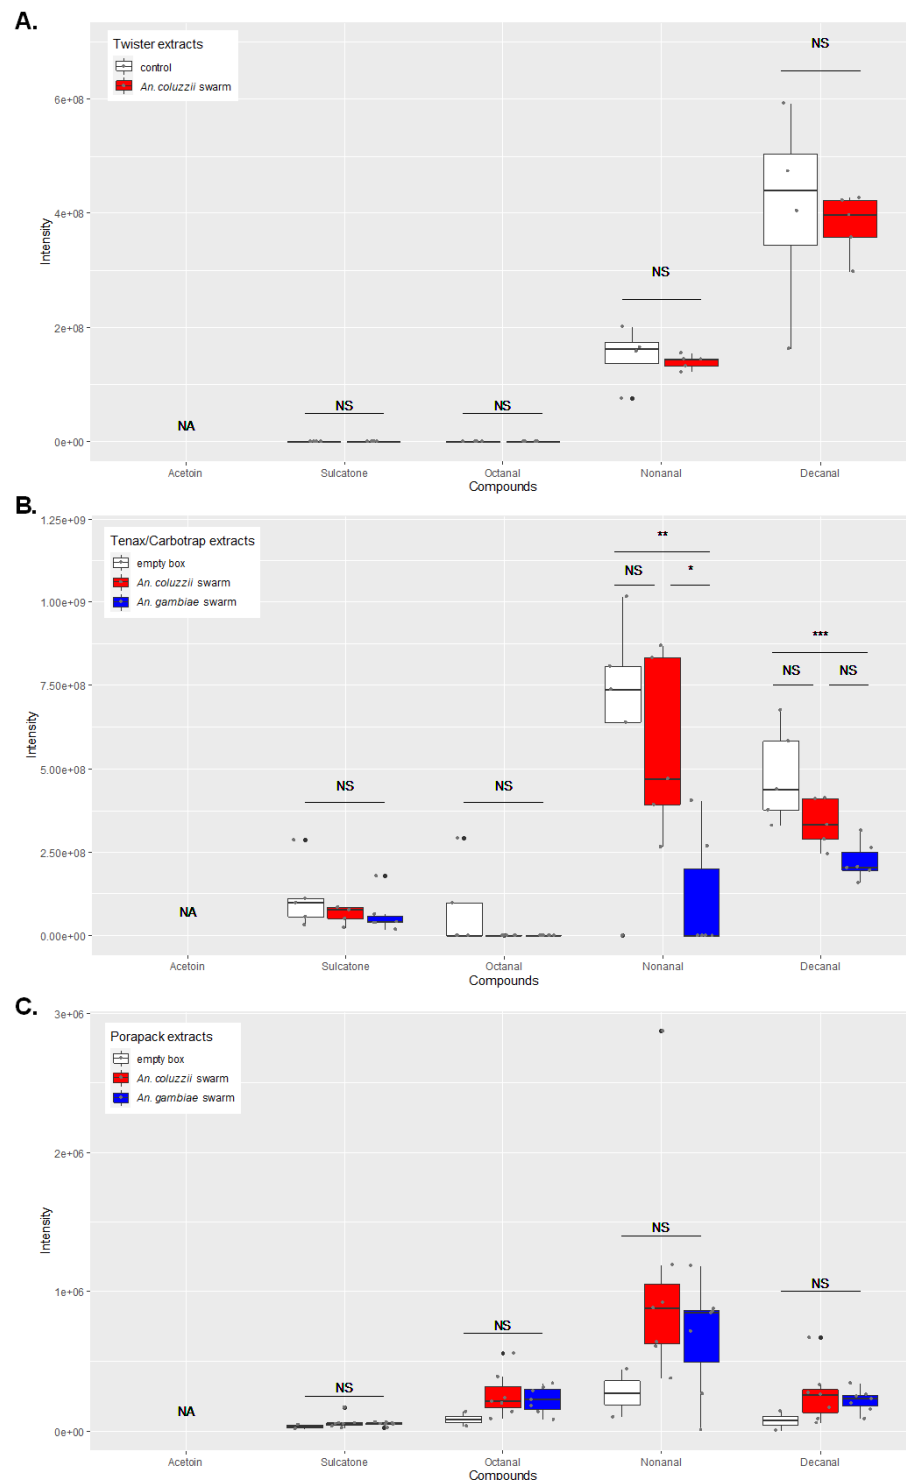 A.
Twister extracts
control
An. coluzzii swarm
NS
6e+08
4e+08
Intensity
NS
2e+08
NS
NS
NA
0e+00
Acetoin
Sulcatone
Octanal
Nonanal
Decanal
Compounds
B.
1.25e+09
Tenax/Carbotrap extracts
empty box
An. coluzzii swarm
An. gambiae swarm
**
NS
*
1.00e+09
***
NS
NS
7.50e+08
Intensity
5.00e+08
NS
NS
2.50e+08
NA
0.00e+00
Acetoin
Sulcatone
Octanal
Nonanal
Decanal
Compounds
C.
3e+06
Porapack extracts
empty box
An. coluzzii swarm
An. gambiae swarm
2e+06
Intensity
NS
NS
1e+06
NS
NS
NA
0e+00
Acetoin
Sulcatone
Octanal
Nonanal
Decanal
Compounds